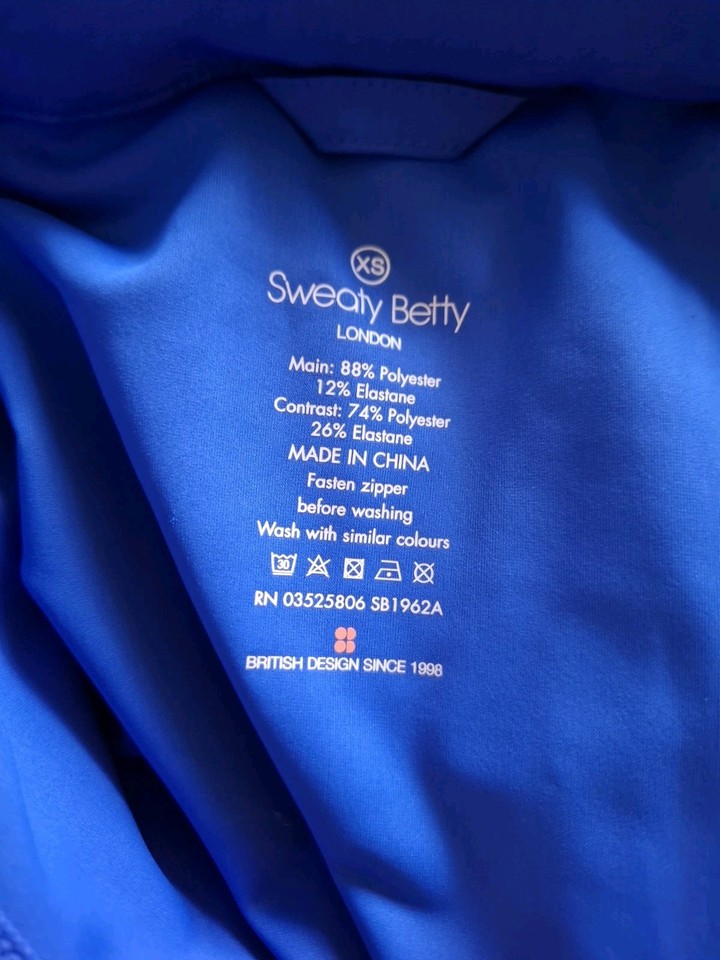 XS
Sweaty Betty
LONDON
Main: 88% Polyester
12% Elastane
Contrast: 74% Polyester
26% Elastane
MADE IN CHINA
Fasten zipper
before washing
Wash with similar colours
30
RN 03525806 SB1962A
BRITISH DESIGN SINCE 1998